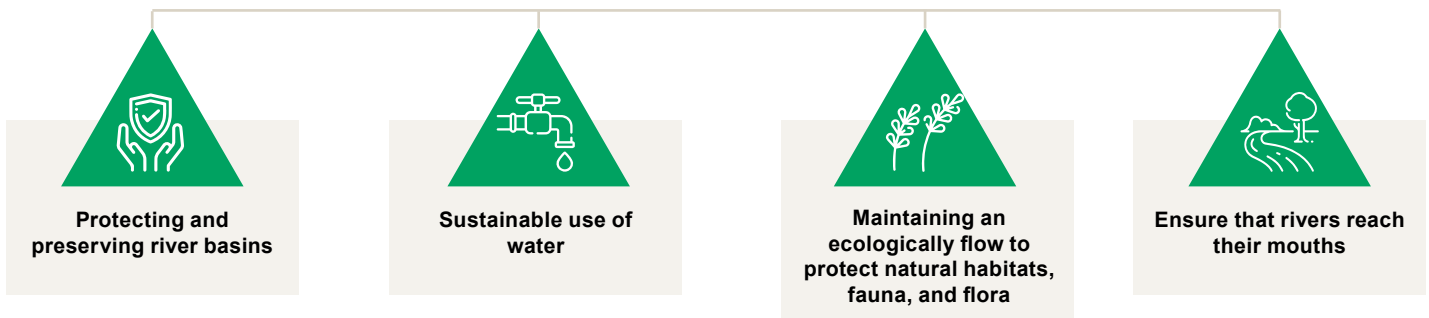 Protecting and
preserving river basins
Sustainable use of
water
Maintaining an
ecologically flow to
protect natural habitats,
fauna, and flora
Ensure that rivers reach
their mouths